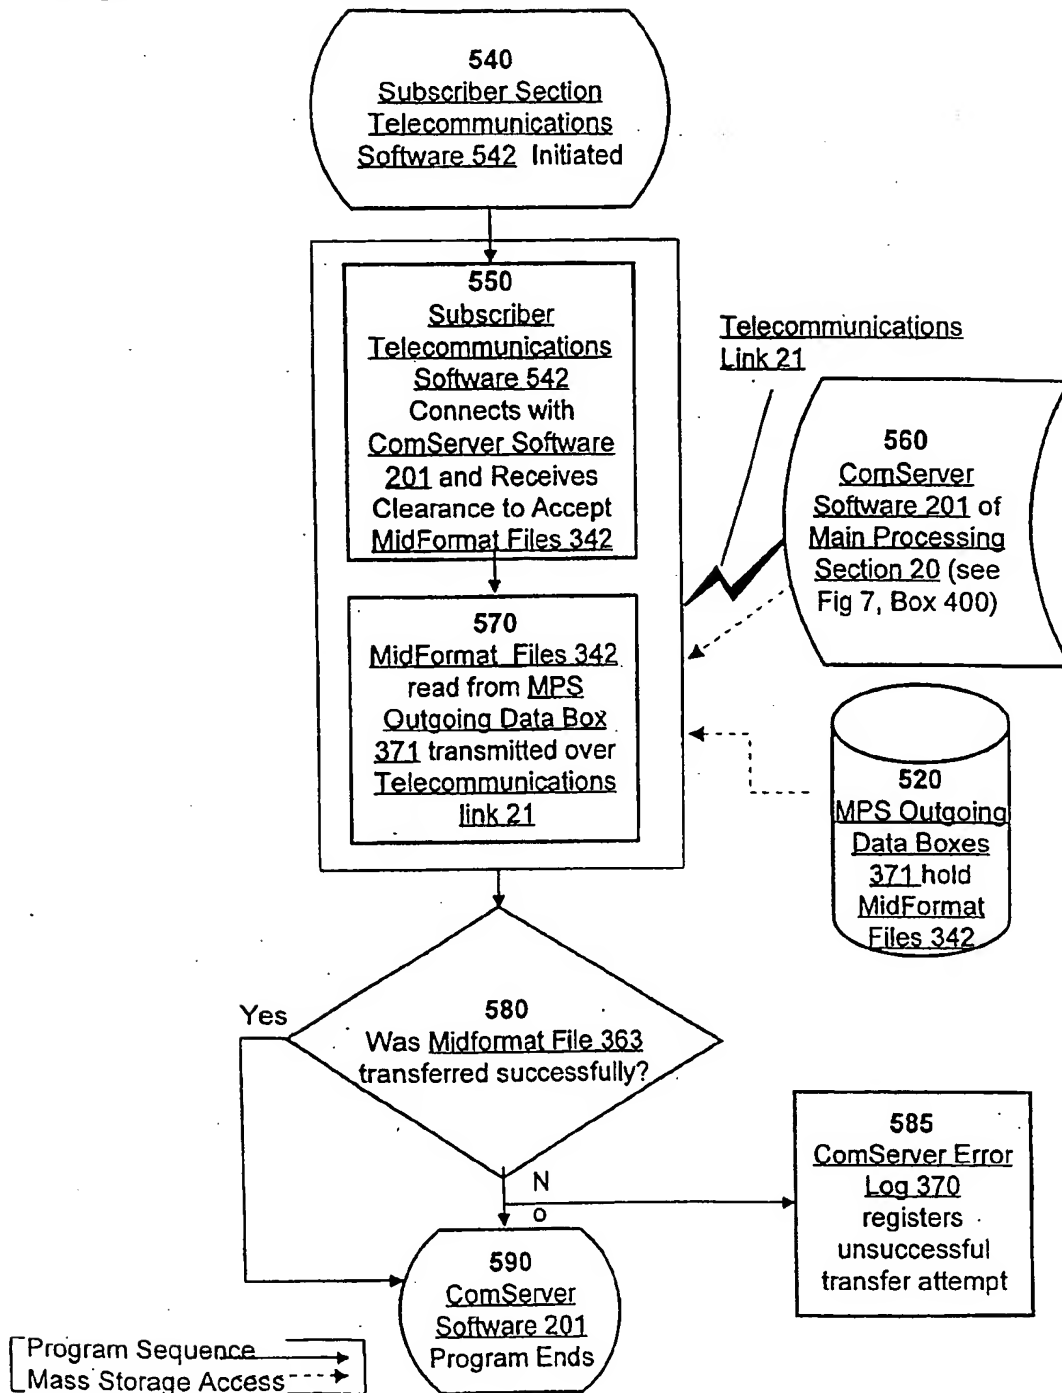 540
Subscriber Section
Telecommunications
Software 542 Initiated
550
Subscriber
Telecommunications
Software 542
Connects with
ComServer Software
201 and Receives
Clearance to Accept
MidFormat Files 342
Telecommunications
Link 21
560
ComServer
Software 201 of
Main Processing
Section 20 (see
Fig 7, Box 400)
570
MidFormat Files 342
read from MPS
Outgoing Data Box
371 transmitted over
Telecommunications
link 21
520
MPS Outgoing
Data Boxes
371 hold
MidFormat
Files 342
Yes
580
Was Midformat File 363
transferred successfully?
N
o
585
ComServer Error
Log 370
registers
unsuccessful
transfer attempt
590
ComServer
Software 201
Program Ends
Program Sequence
Mass Storage Access